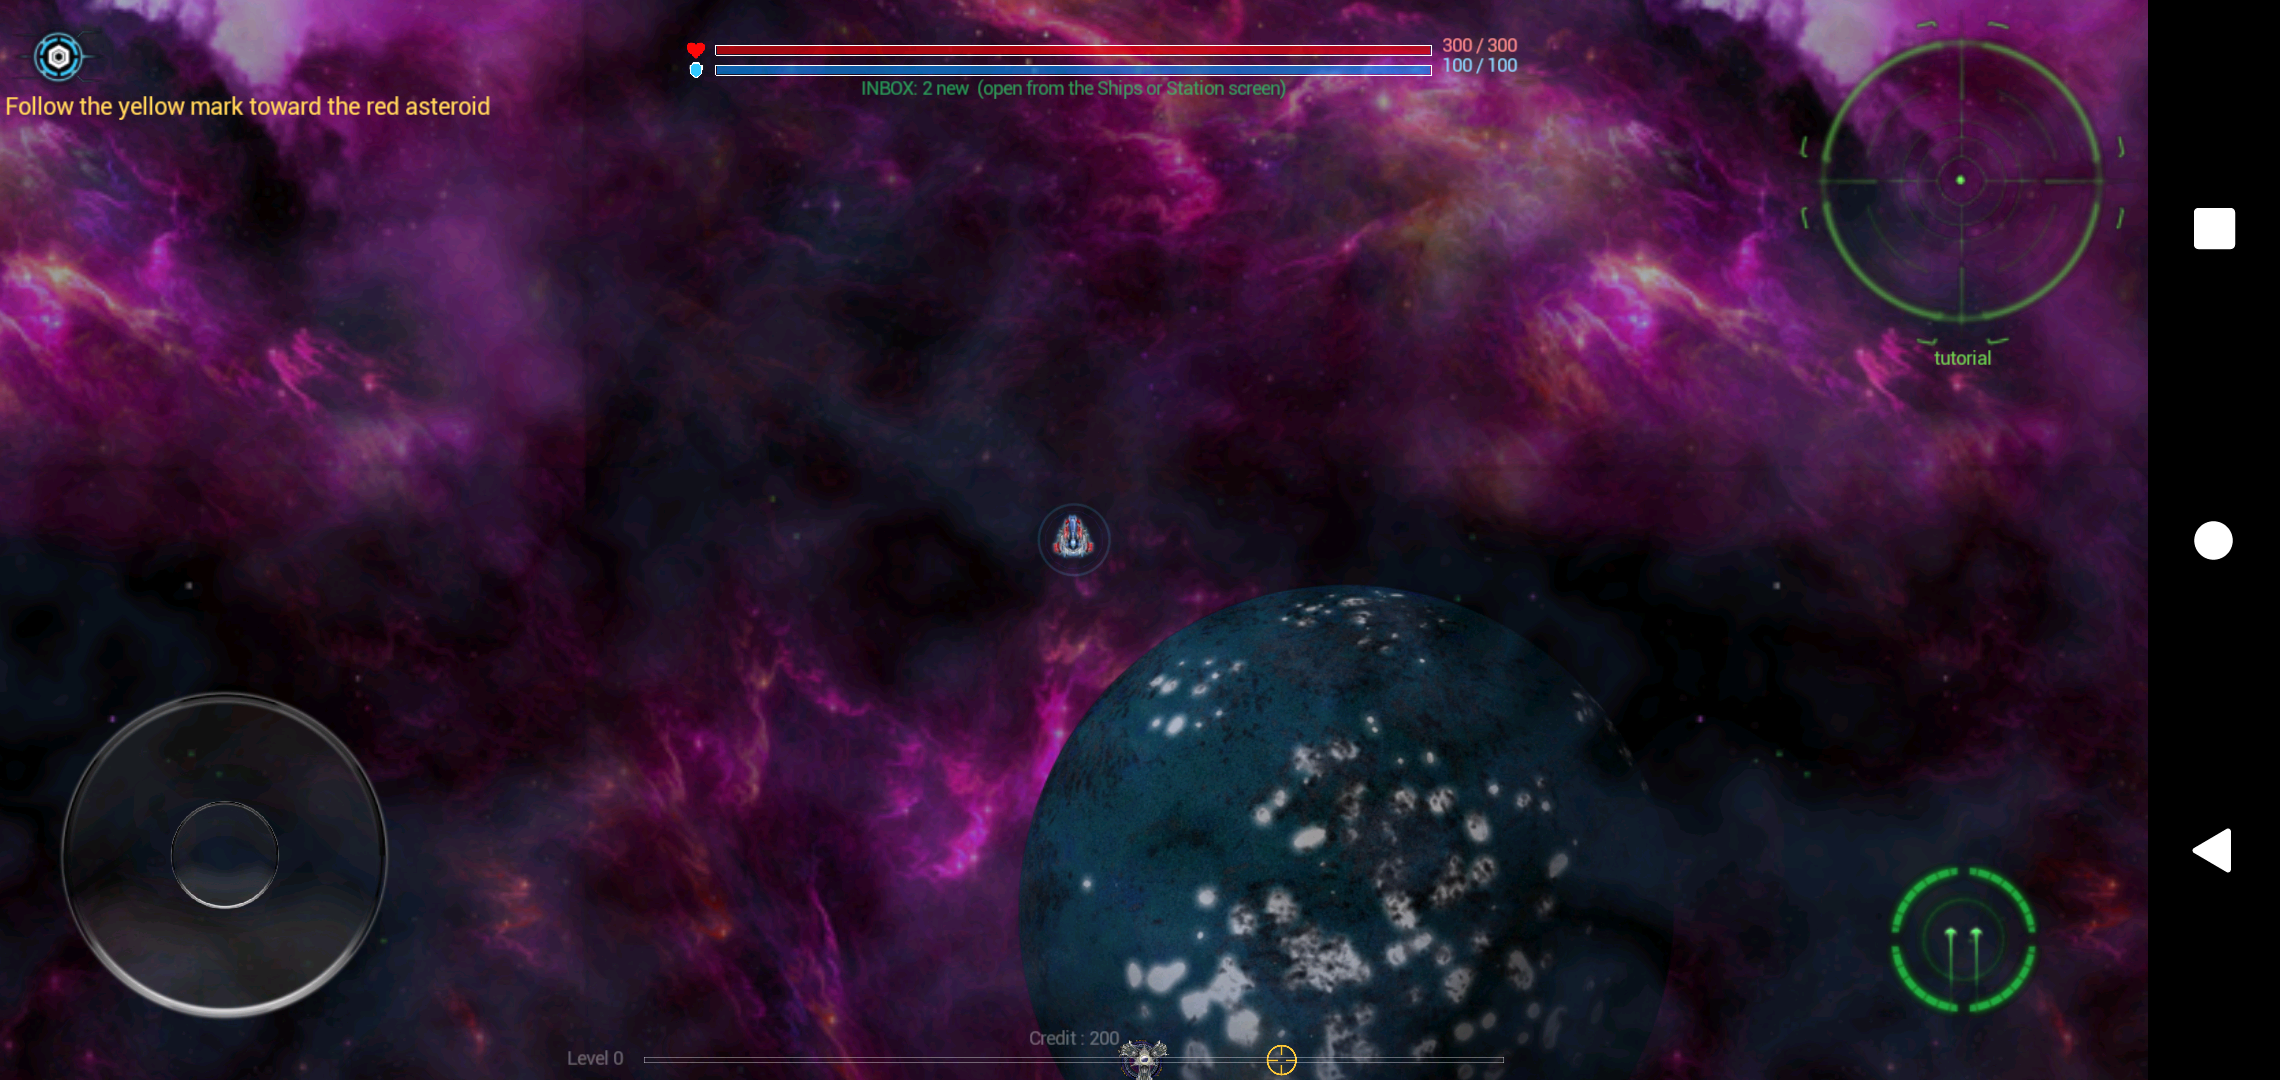 300 / 300
100 / 100
INBOX: 2 new  (open from the Ships or Station screen)
Follow the yellow mark toward the red asteroid
tutorial
Credit : 200
Level 0